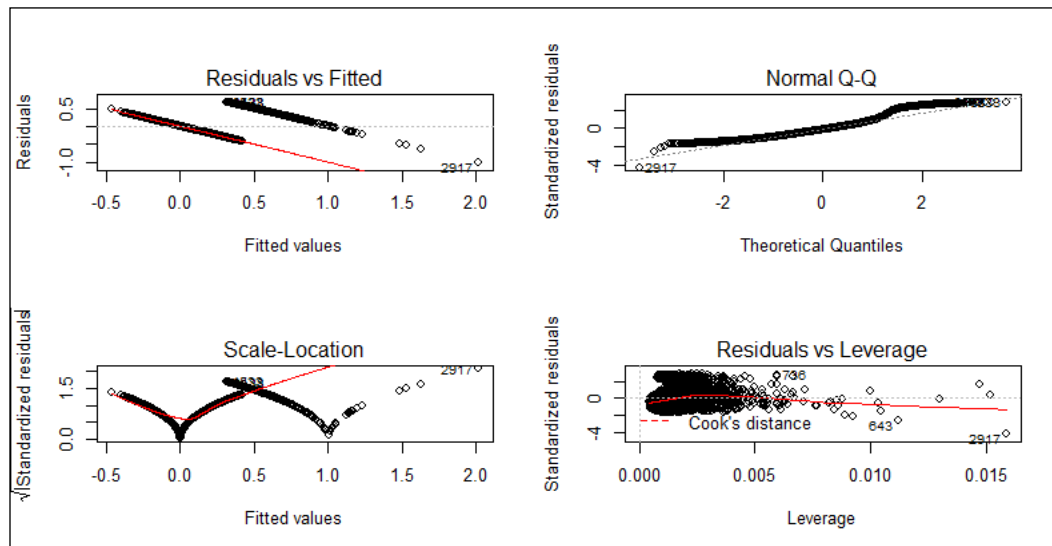 Residuals vs Fitted
Residuals
0.5
-1.0
-0.5 0.0 0.5 1.0 1.5 2.0
Fitted values
2917
Normal Q-Q
Standardized residuals
0
-4
-2 0 2
Theoretical Quantiles
2917
Scale-Location
√|Standardized residuals|
1.5
0.0
-0.5 0.0 0.5 1.0 1.5 2.0
Fitted values
2917
Residuals vs Leverage
Standardized residuals
0
-4
0.000 0.005 0.010 0.015
Leverage
736
Cook's distance
643
2917